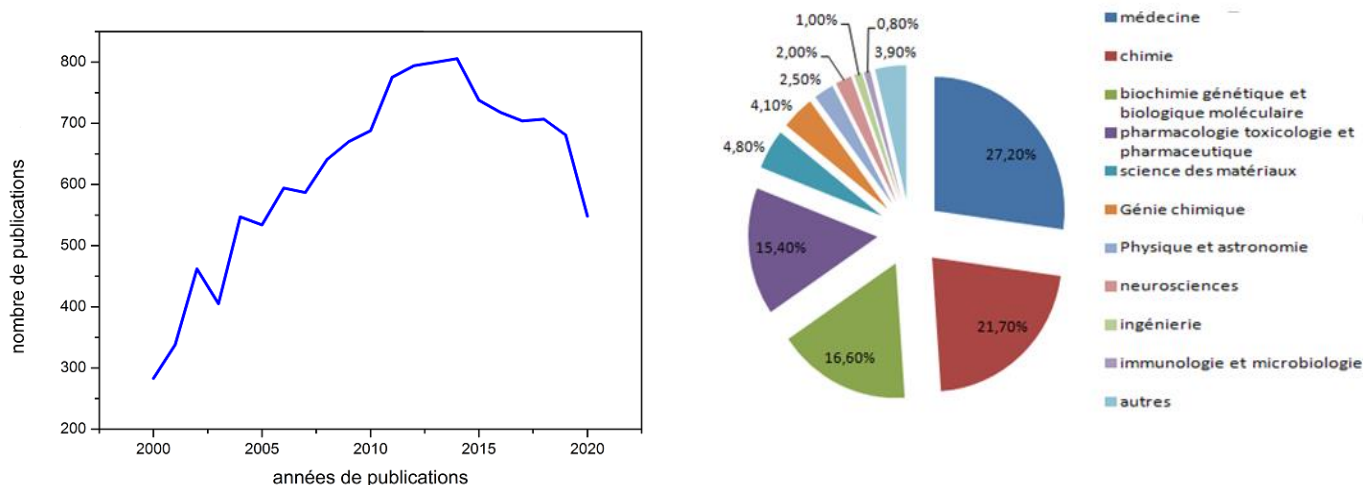 nombre de publications
800
700
600
500
400
300
200
2000
2005
2010
2015
2020
années de publications
1,00%
0,80%
2,00%
3,90%
2,50%
4,10%
4,80%
27,20%
15,40%
16,60%
21,70%
médecine
chimie
biochimie génétique et
biologique moléculaire
pharmacologie toxicologie et
pharmaceutique
science des matériaux
Génie chimique
Physique et astronomie
neurosciences
ingénierie
immunologie et microbiologie
autres